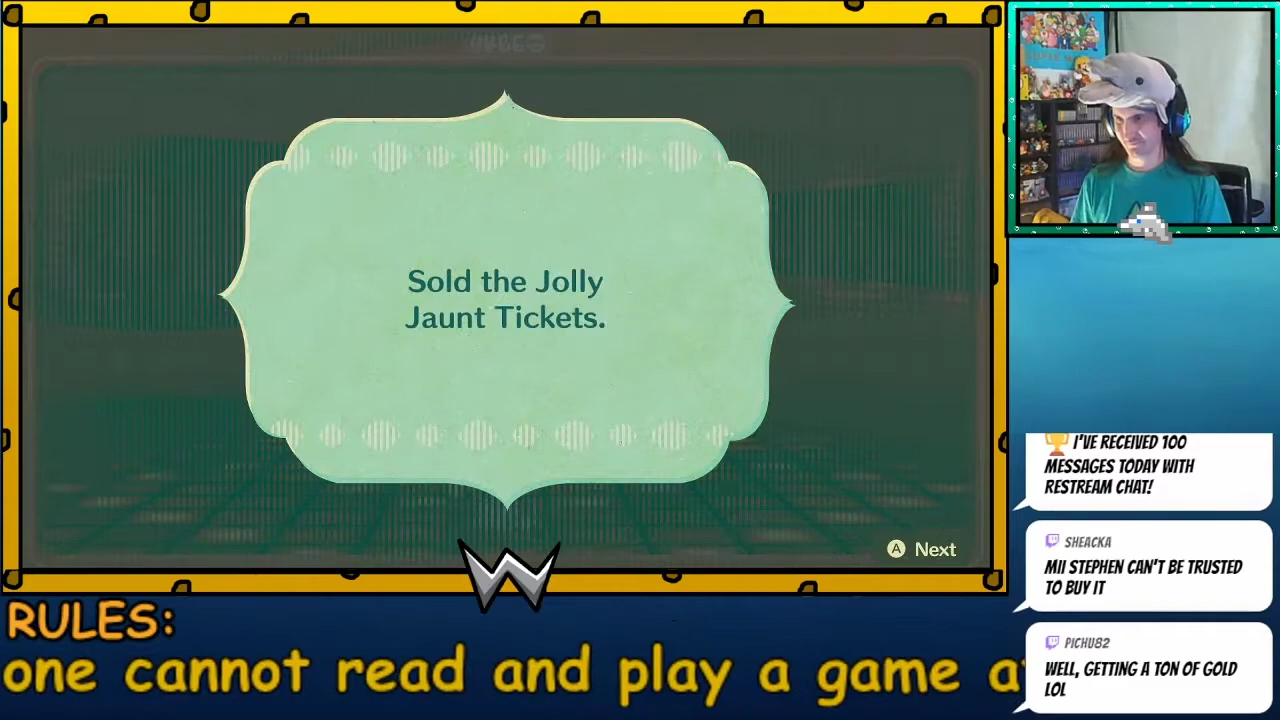 Sold the Jolly
Jaunt Tickets.
A Next
I'VE RECEIVED 100
MESSAGES TODAY WITH
RESTREAM CHAT!
SHEACKA
MII STEPHEN CAN'T BE TRUSTED
TO BUY IT
PICHU82
WELL, GETTING A TON OF GOLD
LOL
RULES:
one cannot read and play a game a